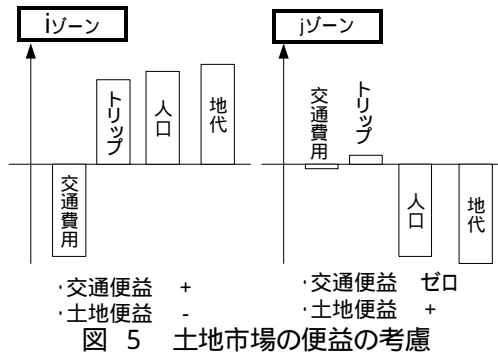 iゾーン
トリップ
人口
地代
交通費用
･交通便益 +
･土地便益 -
jゾーン
交通費用
トリップ
人口
地代
･交通便益 ゼロ
･土地便益 +
図 5 土地市場の便益の考慮